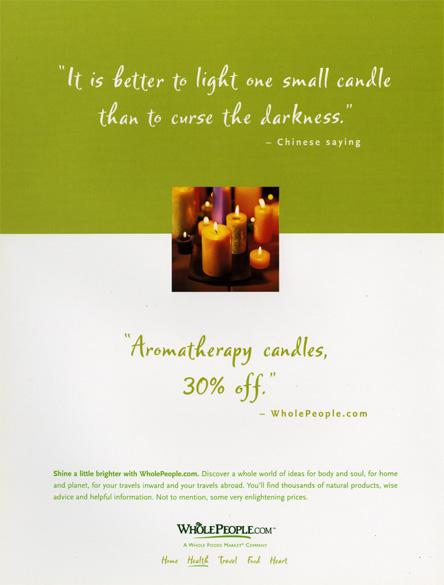 "It is better to light one small candle
than to curse the darkness."
– Chinese saying
"Aromatherapy candles,
30% off."
– WholePeople.com
Shine a little brighter with WholePeople.com. Discover a whole world of ideas for body and soul, for home
and planet, for your travels inward and your travels abroad. You'll find thousands of natural products, wise
advice and helpful information. Not to mention, some very enlightening prices.
WHOLEPEOPLE.COM™
A WHOLE FOODS MARKET® COMPANY
Home Health Travel Food Heart